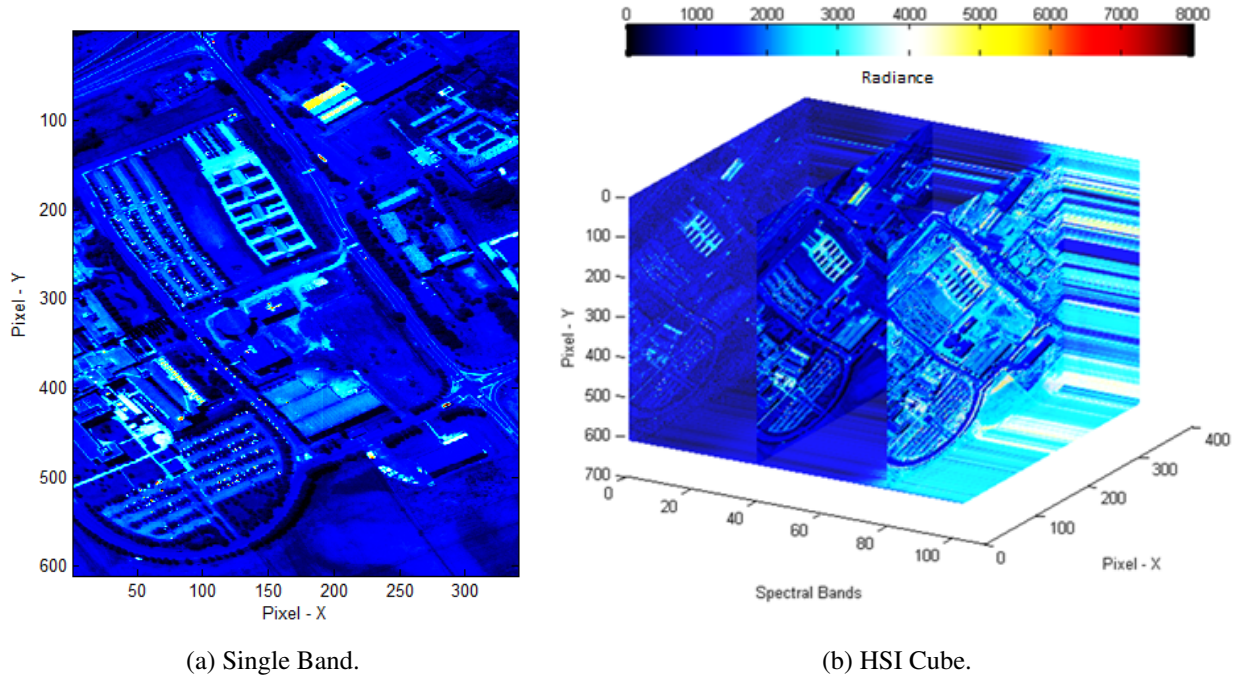 100
200
300
400
500
600
Pixel - Y
50 100 150 200 250 300
Pixel - X
(a) Single Band.
0 1000 2000 3000 4000 5000 6000 7000 8000
Radiance
0
100
200
300
400
500
600
700
Pixel - Y
0 20 40 60 80 100
Spectral Bands
0 100 200 300 400
Pixel - X
(b) HSI Cube.